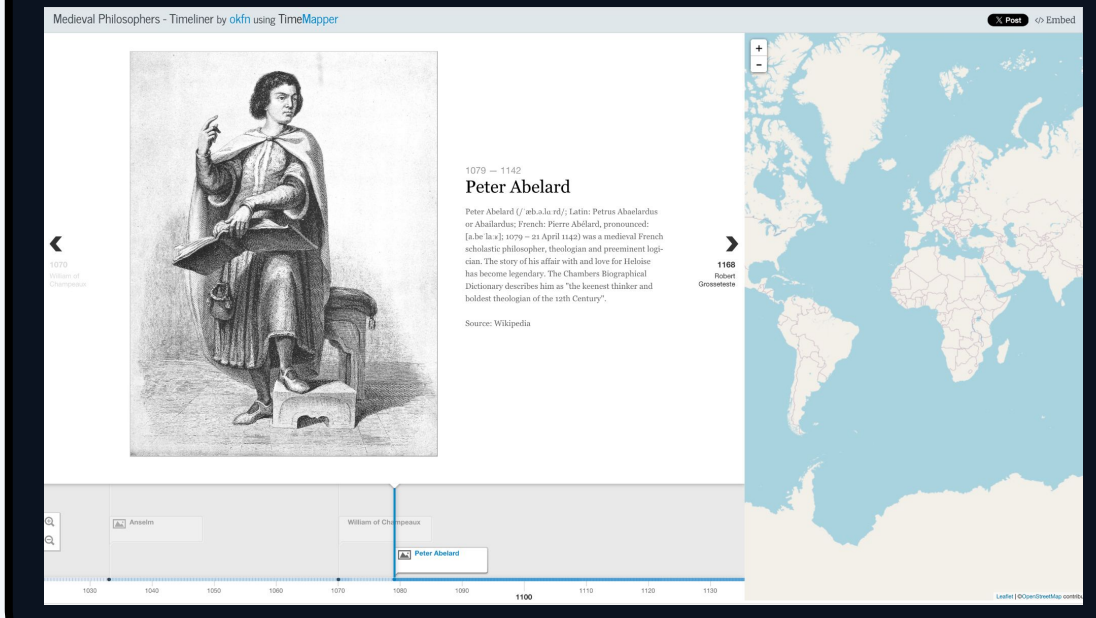 Medieval Philosophers - Timeliner by okfn using TimeMapper
X Post </> Embed
+
-
1079 — 1142
Peter Abelard
Peter Abelard (/ˈæb.ə.lɑːrd/; Latin: Petrus Abaelardus
or Abailardus; French: Pierre Abélard, pronounced:
[a.be.laːʁ]; 1079 – 21 April 1142) was a medieval French
scholastic philosopher, theologian and preeminent logi-
cian. The story of his affair with and love for Heloise
has become legendary. The Chambers Biographical
Dictionary describes him as "the keenest thinker and
boldest theologian of the 12th Century".
Source: Wikipedia
1070
William of
Champeaux
1168
Robert
Grosseteste
Anselm
William of Champeaux
Peter Abelard
1030 1040 1050 1060 1070 1080 1090 1100 1110 1120 1130
Leaflet | ©OpenStreetMap contribu